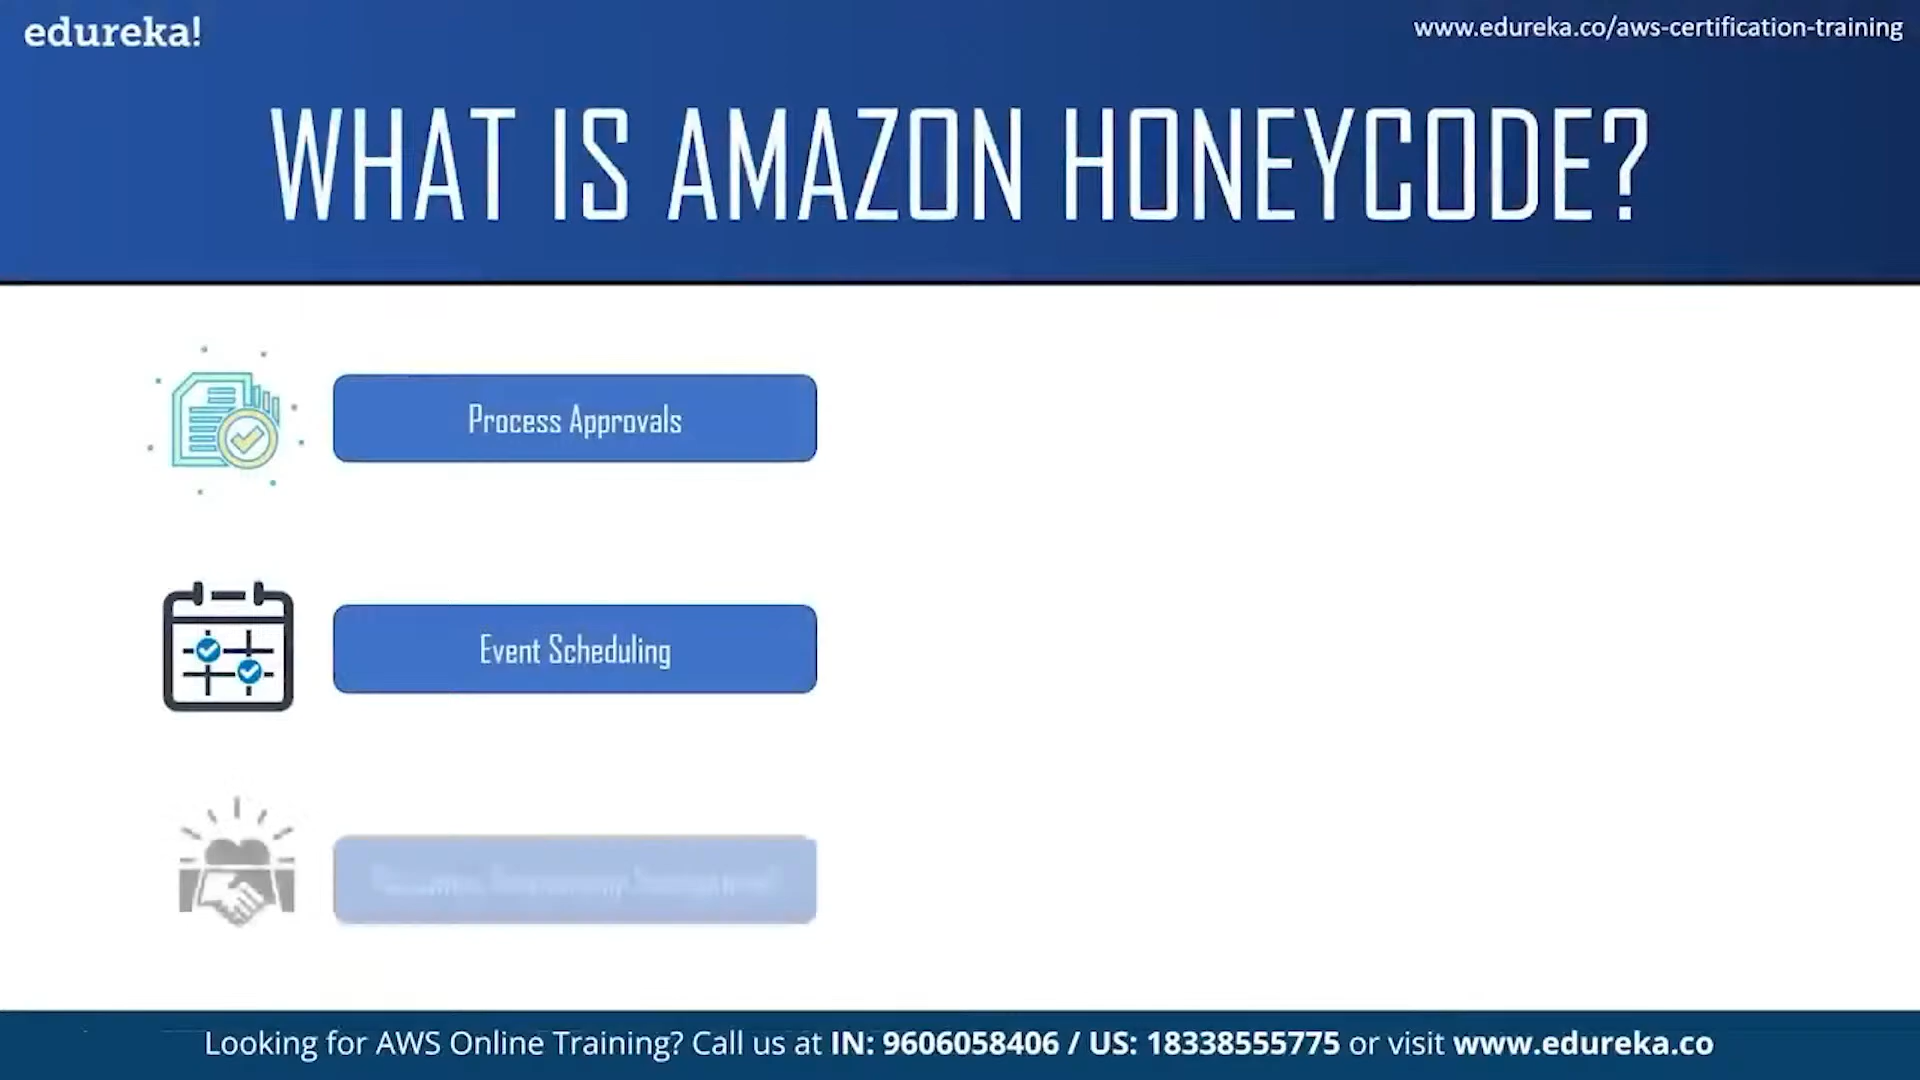 edureka!
www.edureka.co/aws-certification-training
WHAT IS AMAZON HONEYCODE?
Process Approvals
Event Scheduling
Looking for AWS Online Training? Call us at IN: 9606058406 / US: 18338555775 or visit www.edureka.co